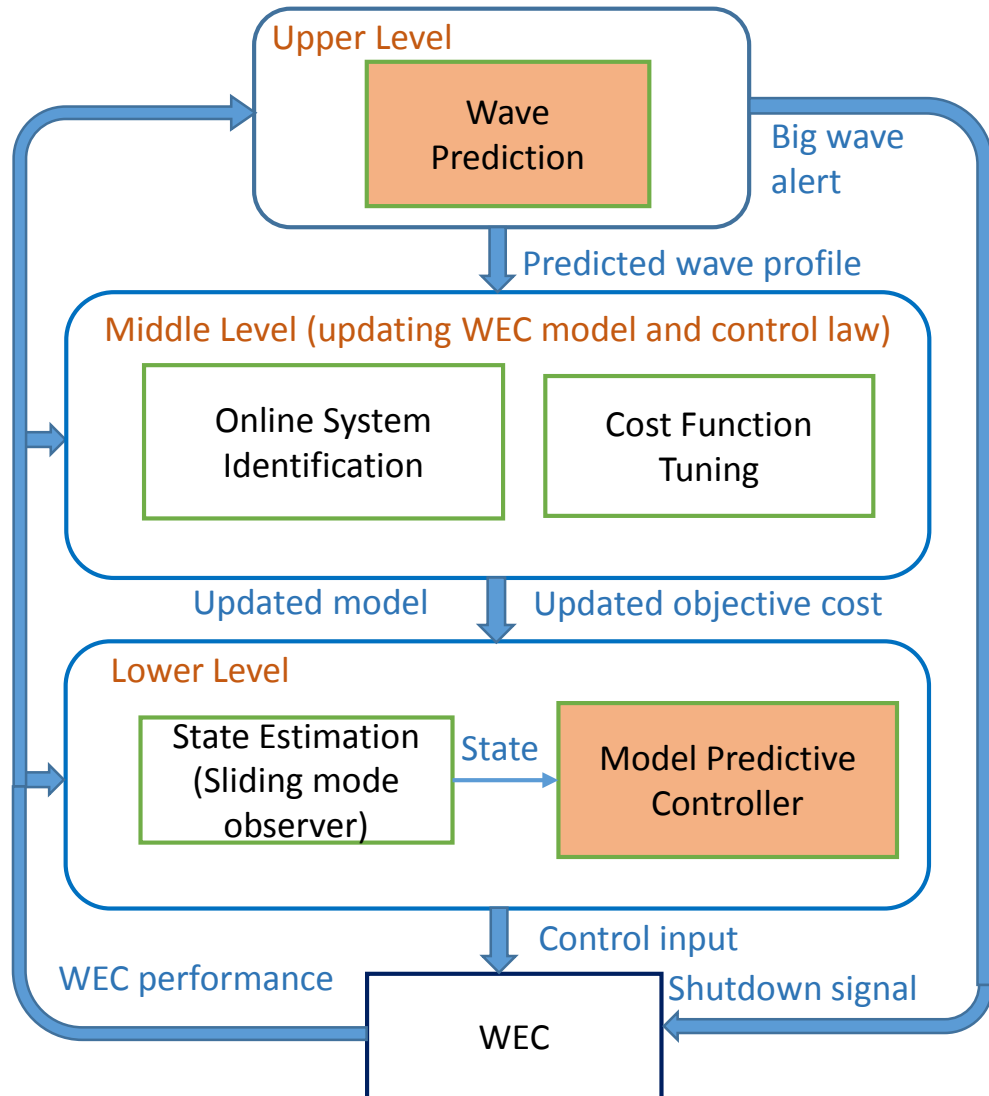 Upper Level
Wave
Prediction
Big wave
alert
Predicted wave profile
Middle Level (updating WEC model and control law)
Online System
Identification
Cost Function
Tuning
Updated model
Updated objective cost
Lower Level
State Estimation
(Sliding mode
observer)
State
Model Predictive
Controller
Control input
WEC performance
Shutdown signal
WEC